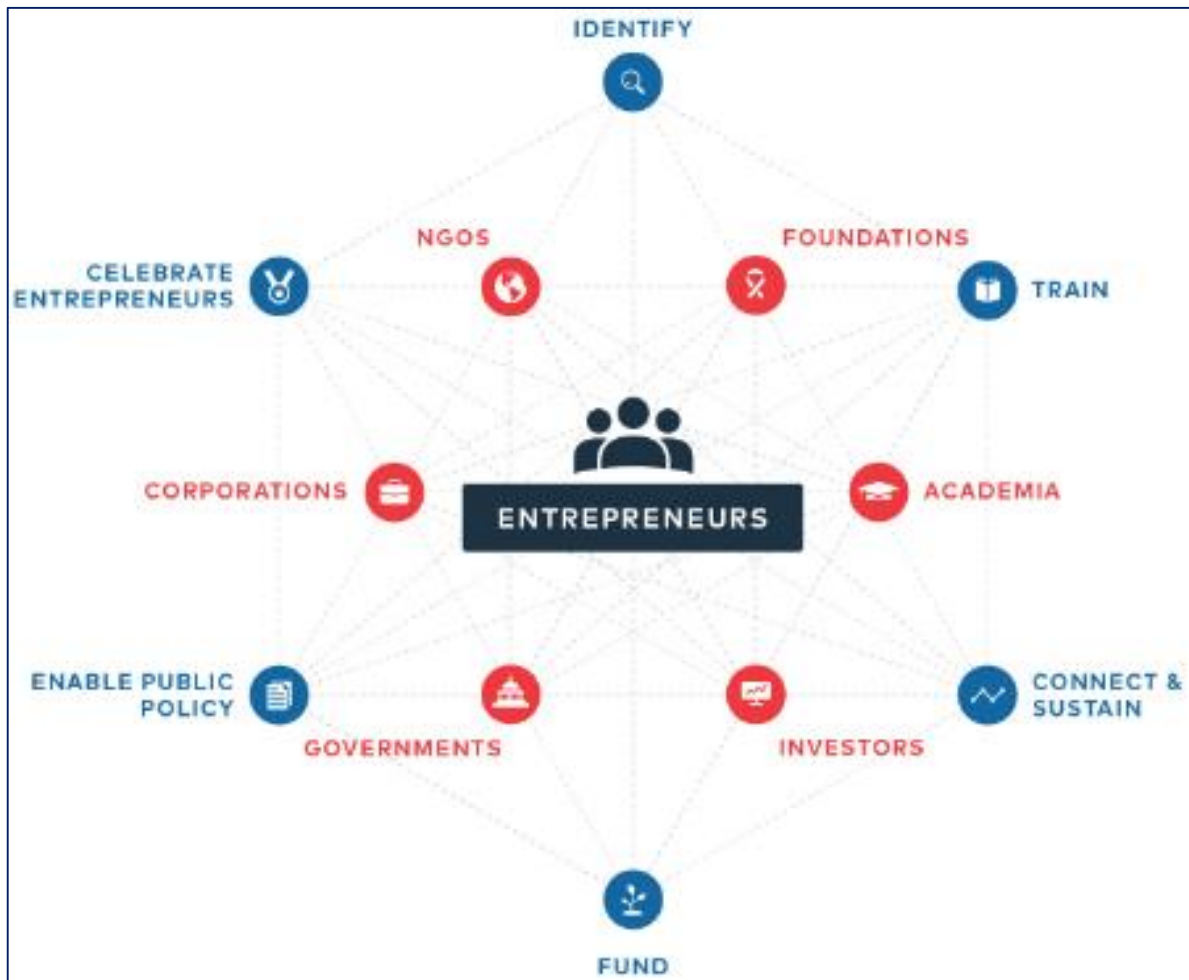 IDENTIFY
NGOS
FOUNDATIONS
CELEBRATE
ENTREPRENEURS
TRAIN
CORPORATIONS
ENTREPRENEURS
ACADEMIA
ENABLE PUBLIC
POLICY
CONNECT &
SUSTAIN
GOVERNMENTS
INVESTORS
FUND